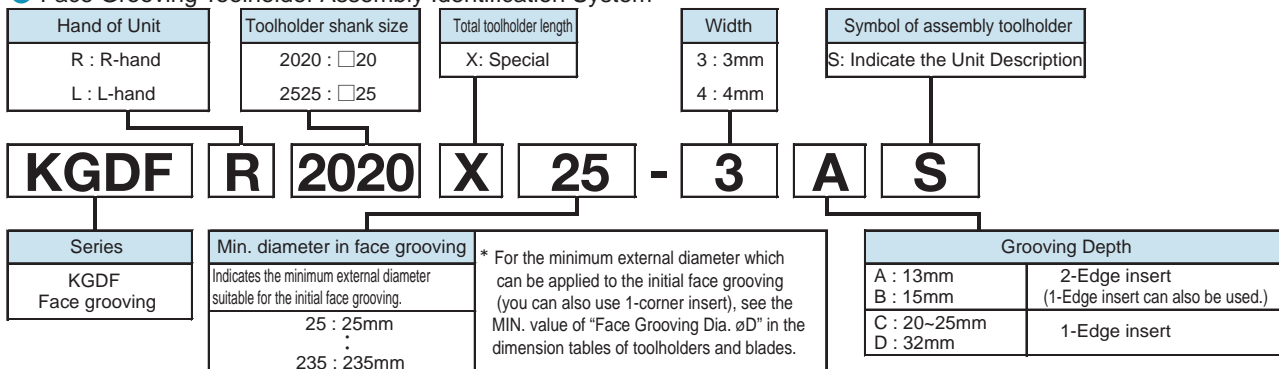 Face Grooving Toolholder Assembly Identification System
Hand of Unit
R : R-hand
L : L-hand
Toolholder shank size
2020 : □20
2525 : □25
Total toolholder length
X: Special
Width
3 : 3mm
4 : 4mm
Symbol of assembly toolholder
S: Indicate the Unit Description
KGDF R 2020 X 25 - 3 A S
Series
KGDF
Face grooving
Min. diameter in face grooving
Indicates the minimum external diameter
suitable for the initial face grooving.
25 : 25mm
:
235 : 235mm
* For the minimum external diameter which
can be applied to the initial face grooving
(you can also use 1-corner insert), see the
MIN. value of “Face Grooving Dia. øD” in the
dimension tables of toolholders and blades.
Grooving Depth
A : 13mm
B : 15mm
2-Edge insert
(1-Edge insert can also be used.)
C : 20~25mm
D : 32mm
1-Edge insert